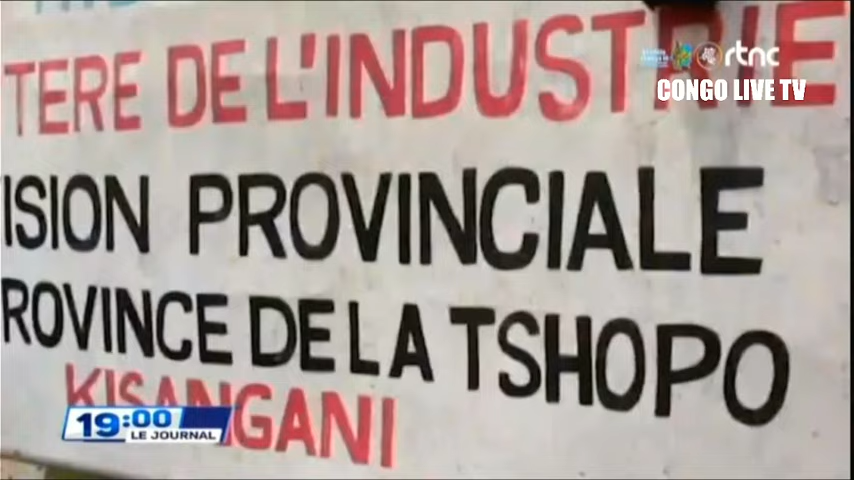 TERE DE L'INDUSTRIE
rtnc
CONGO LIVE TV
ISION PROVINCIALE
ROVINCE DE LA TSHOPO
KISANGANI
19:00
LE JOURNAL